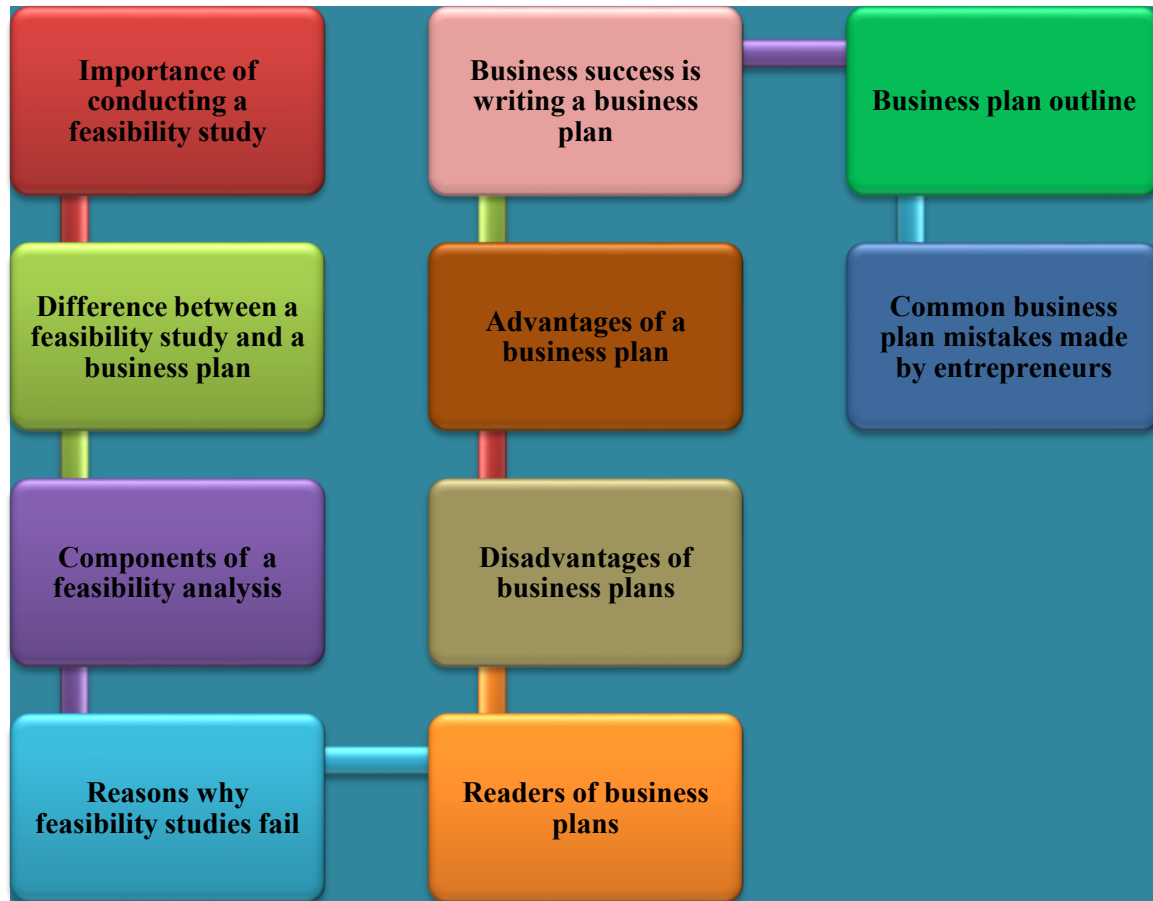 Importance of
conducting a
feasibility study
Difference between a
feasibility study and a
business plan
Components of  a
feasibility analysis
Reasons why
feasibility studies fail
Readers of business
plans
Disadvantages of
business plans
Advantages of a
business plan
Business success is
writing a business
plan
Business plan outline
Common business
plan mistakes made
by entrepreneurs